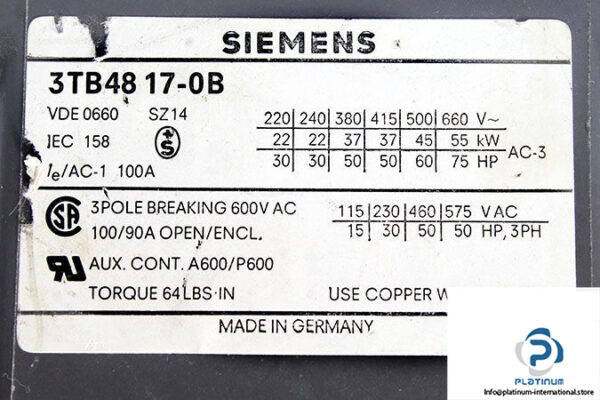 SIEMENS
3TB48 17-0B
VDE 0660 SZ14
IEC 158
Ie/AC-1 100A
220|240|380|415|500|660 V~
22|22|37|37|45|55 kW
30|30|50|50|60|75 HP
AC-3
3POLE BREAKING 600V AC
100/90A OPEN/ENCL.
AUX. CONT. A600/P600
TORQUE 64LBS·IN
115|230|460|575 V AC
15|30|50|50 HP, 3PH
USE COPPER W
MADE IN GERMANY
PLATINUM
Info@platinum-international.store